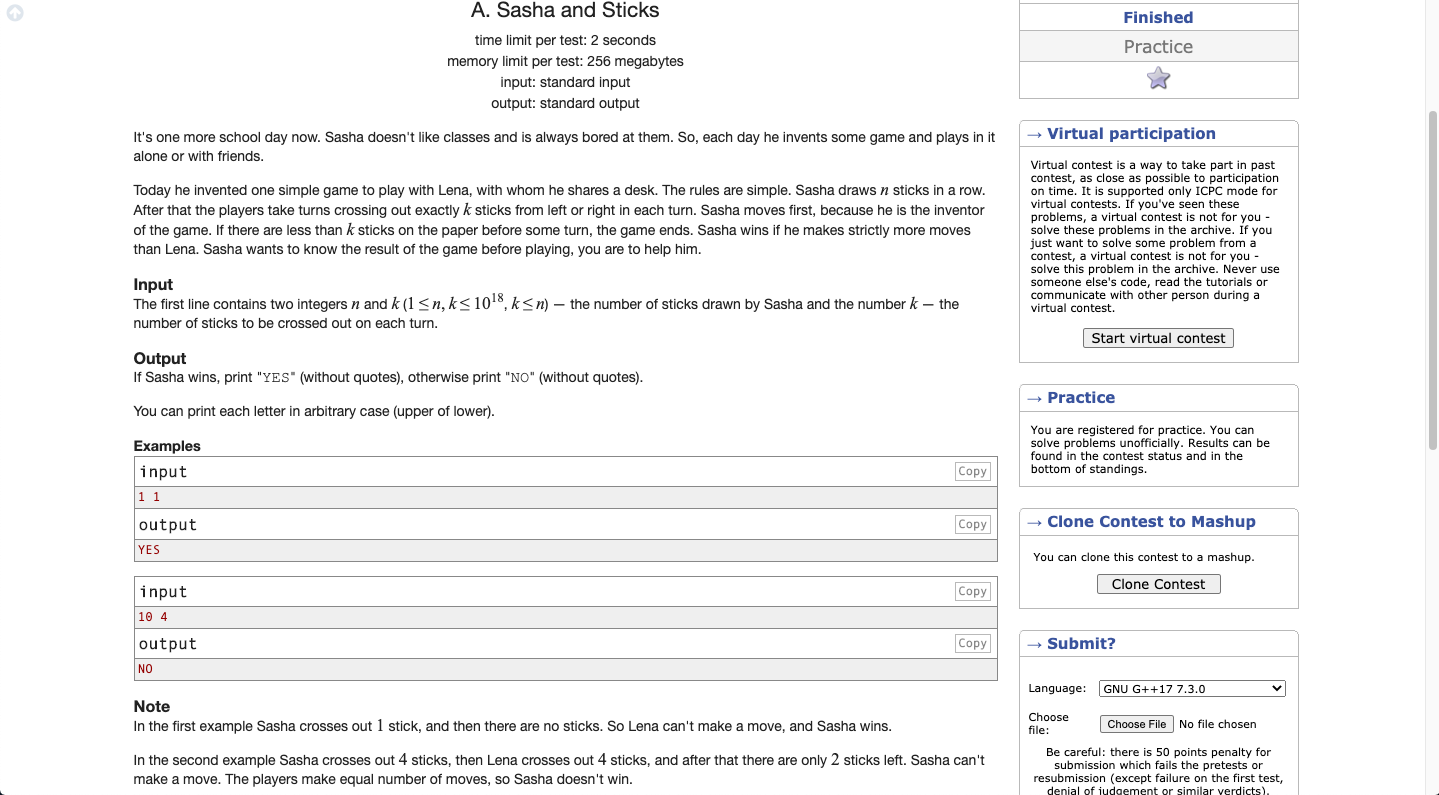 A. Sasha and Sticks
time limit per test: 2 seconds
memory limit per test: 256 megabytes
input: standard input
output: standard output
It's one more school day now. Sasha doesn't like classes and is always bored at them. So, each day he invents some game and plays in it
alone or with friends.
Today he invented one simple game to play with Lena, with whom he shares a desk. The rules are simple. Sasha draws n sticks in a row.
After that the players take turns crossing out exactly k sticks from left or right in each turn. Sasha moves first, because he is the inventor
of the game. If there are less than k sticks on the paper before some turn, the game ends. Sasha wins if he makes strictly more moves
than Lena. Sasha wants to know the result of the game before playing, you are to help him.
Input
The first line contains two integers n and k (1 ≤ n, k ≤ 10^18, k ≤ n) — the number of sticks drawn by Sasha and the number k — the
number of sticks to be crossed out on each turn.
Output
If Sasha wins, print "YES" (without quotes), otherwise print "NO" (without quotes).
You can print each letter in arbitrary case (upper of lower).
Examples
input
Copy
1 1
output
Copy
YES
input
Copy
10 4
output
Copy
NO
Note
In the first example Sasha crosses out 1 stick, and then there are no sticks. So Lena can't make a move, and Sasha wins.
In the second example Sasha crosses out 4 sticks, then Lena crosses out 4 sticks, and after that there are only 2 sticks left. Sasha can't
make a move. The players make equal number of moves, so Sasha doesn't win.
Finished
Practice
→ Virtual participation
Virtual contest is a way to take part in past
contest, as close as possible to participation
on time. It is supported only ICPC mode for
virtual contests. If you've seen these
problems, a virtual contest is not for you -
solve these problems in the archive. If you
just want to solve some problem from a
contest, a virtual contest is not for you -
solve this problem in the archive. Never use
someone else's code, read the tutorials or
communicate with other person during a
virtual contest.
Start virtual contest
→ Practice
You are registered for practice. You can
solve problems unofficially. Results can be
found in the contest status and in the
bottom of standings.
→ Clone Contest to Mashup
You can clone this contest to a mashup.
Clone Contest
→ Submit?
Language: GNU G++17 7.3.0
Choose
file:
Choose File No file chosen
Be careful: there is 50 points penalty for
submission which fails the pretests or
resubmission (except failure on the first test,
denial of judgement or similar verdicts).